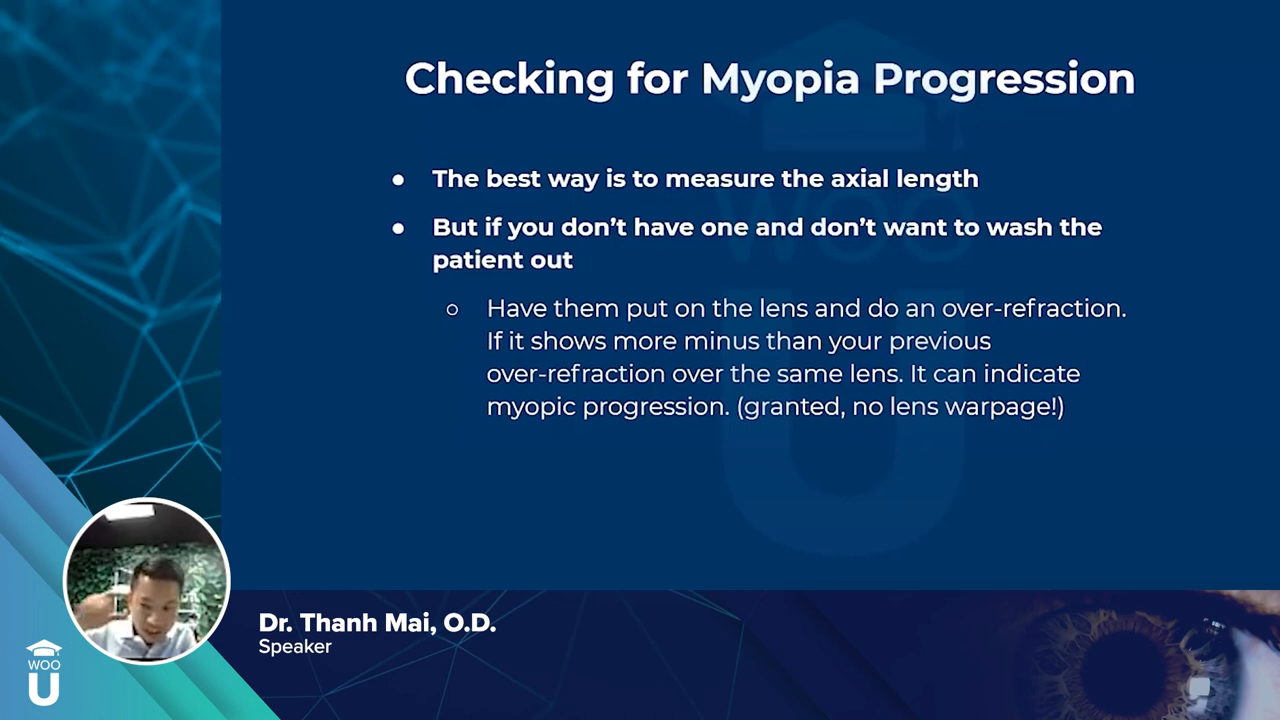 Checking for Myopia Progression
● The best way is to measure the axial length
● But if you don't have one and don't want to wash the
patient out
○ Have them put on the lens and do an over-refraction.
If it shows more minus than your previous
over-refraction over the same lens. It can indicate
myopic progression. (granted, no lens warpage!)
WOO
U
Dr. Thanh Mai, O.D.
Speaker
WOO
U